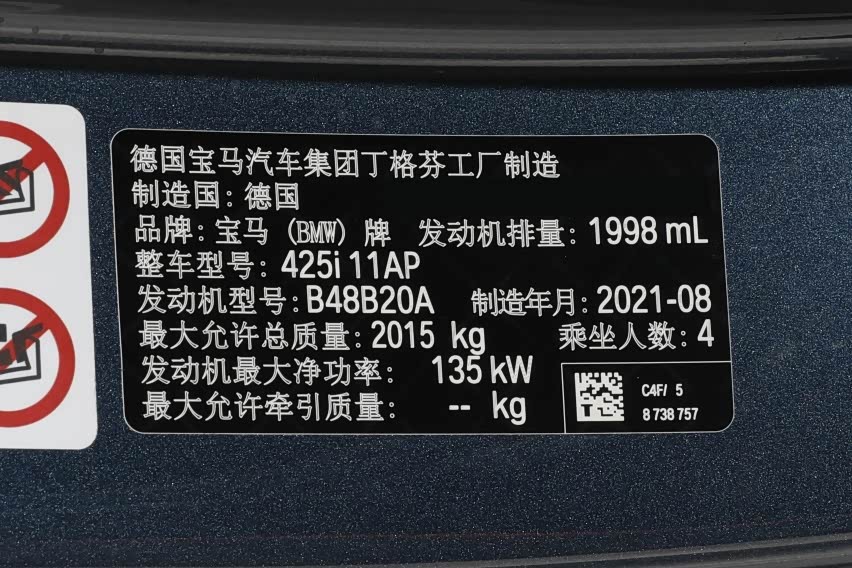 德国宝马汽车集团丁格芬工厂制造
制造国: 德国
品牌: 宝马 (BMW) 牌 发动机排量: 1998 mL
整车型号: 425i 11AP
发动机型号: B48B20A 制造年月: 2021-08
最大允许总质量: 2015 kg 乘坐人数: 4
发动机最大净功率: 135 kW
最大允许牵引质量: -- kg
C4F/ 5
8 738 757